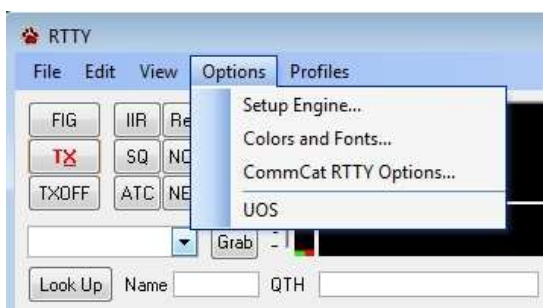 RTTY
File Edit View Options Profiles
Setup Engine...
Colors and Fonts...
CommCat RTTY Options...
UOS
FIG IIR
TX SQ
TXOFF ATC
Grab
Look Up Name QTH